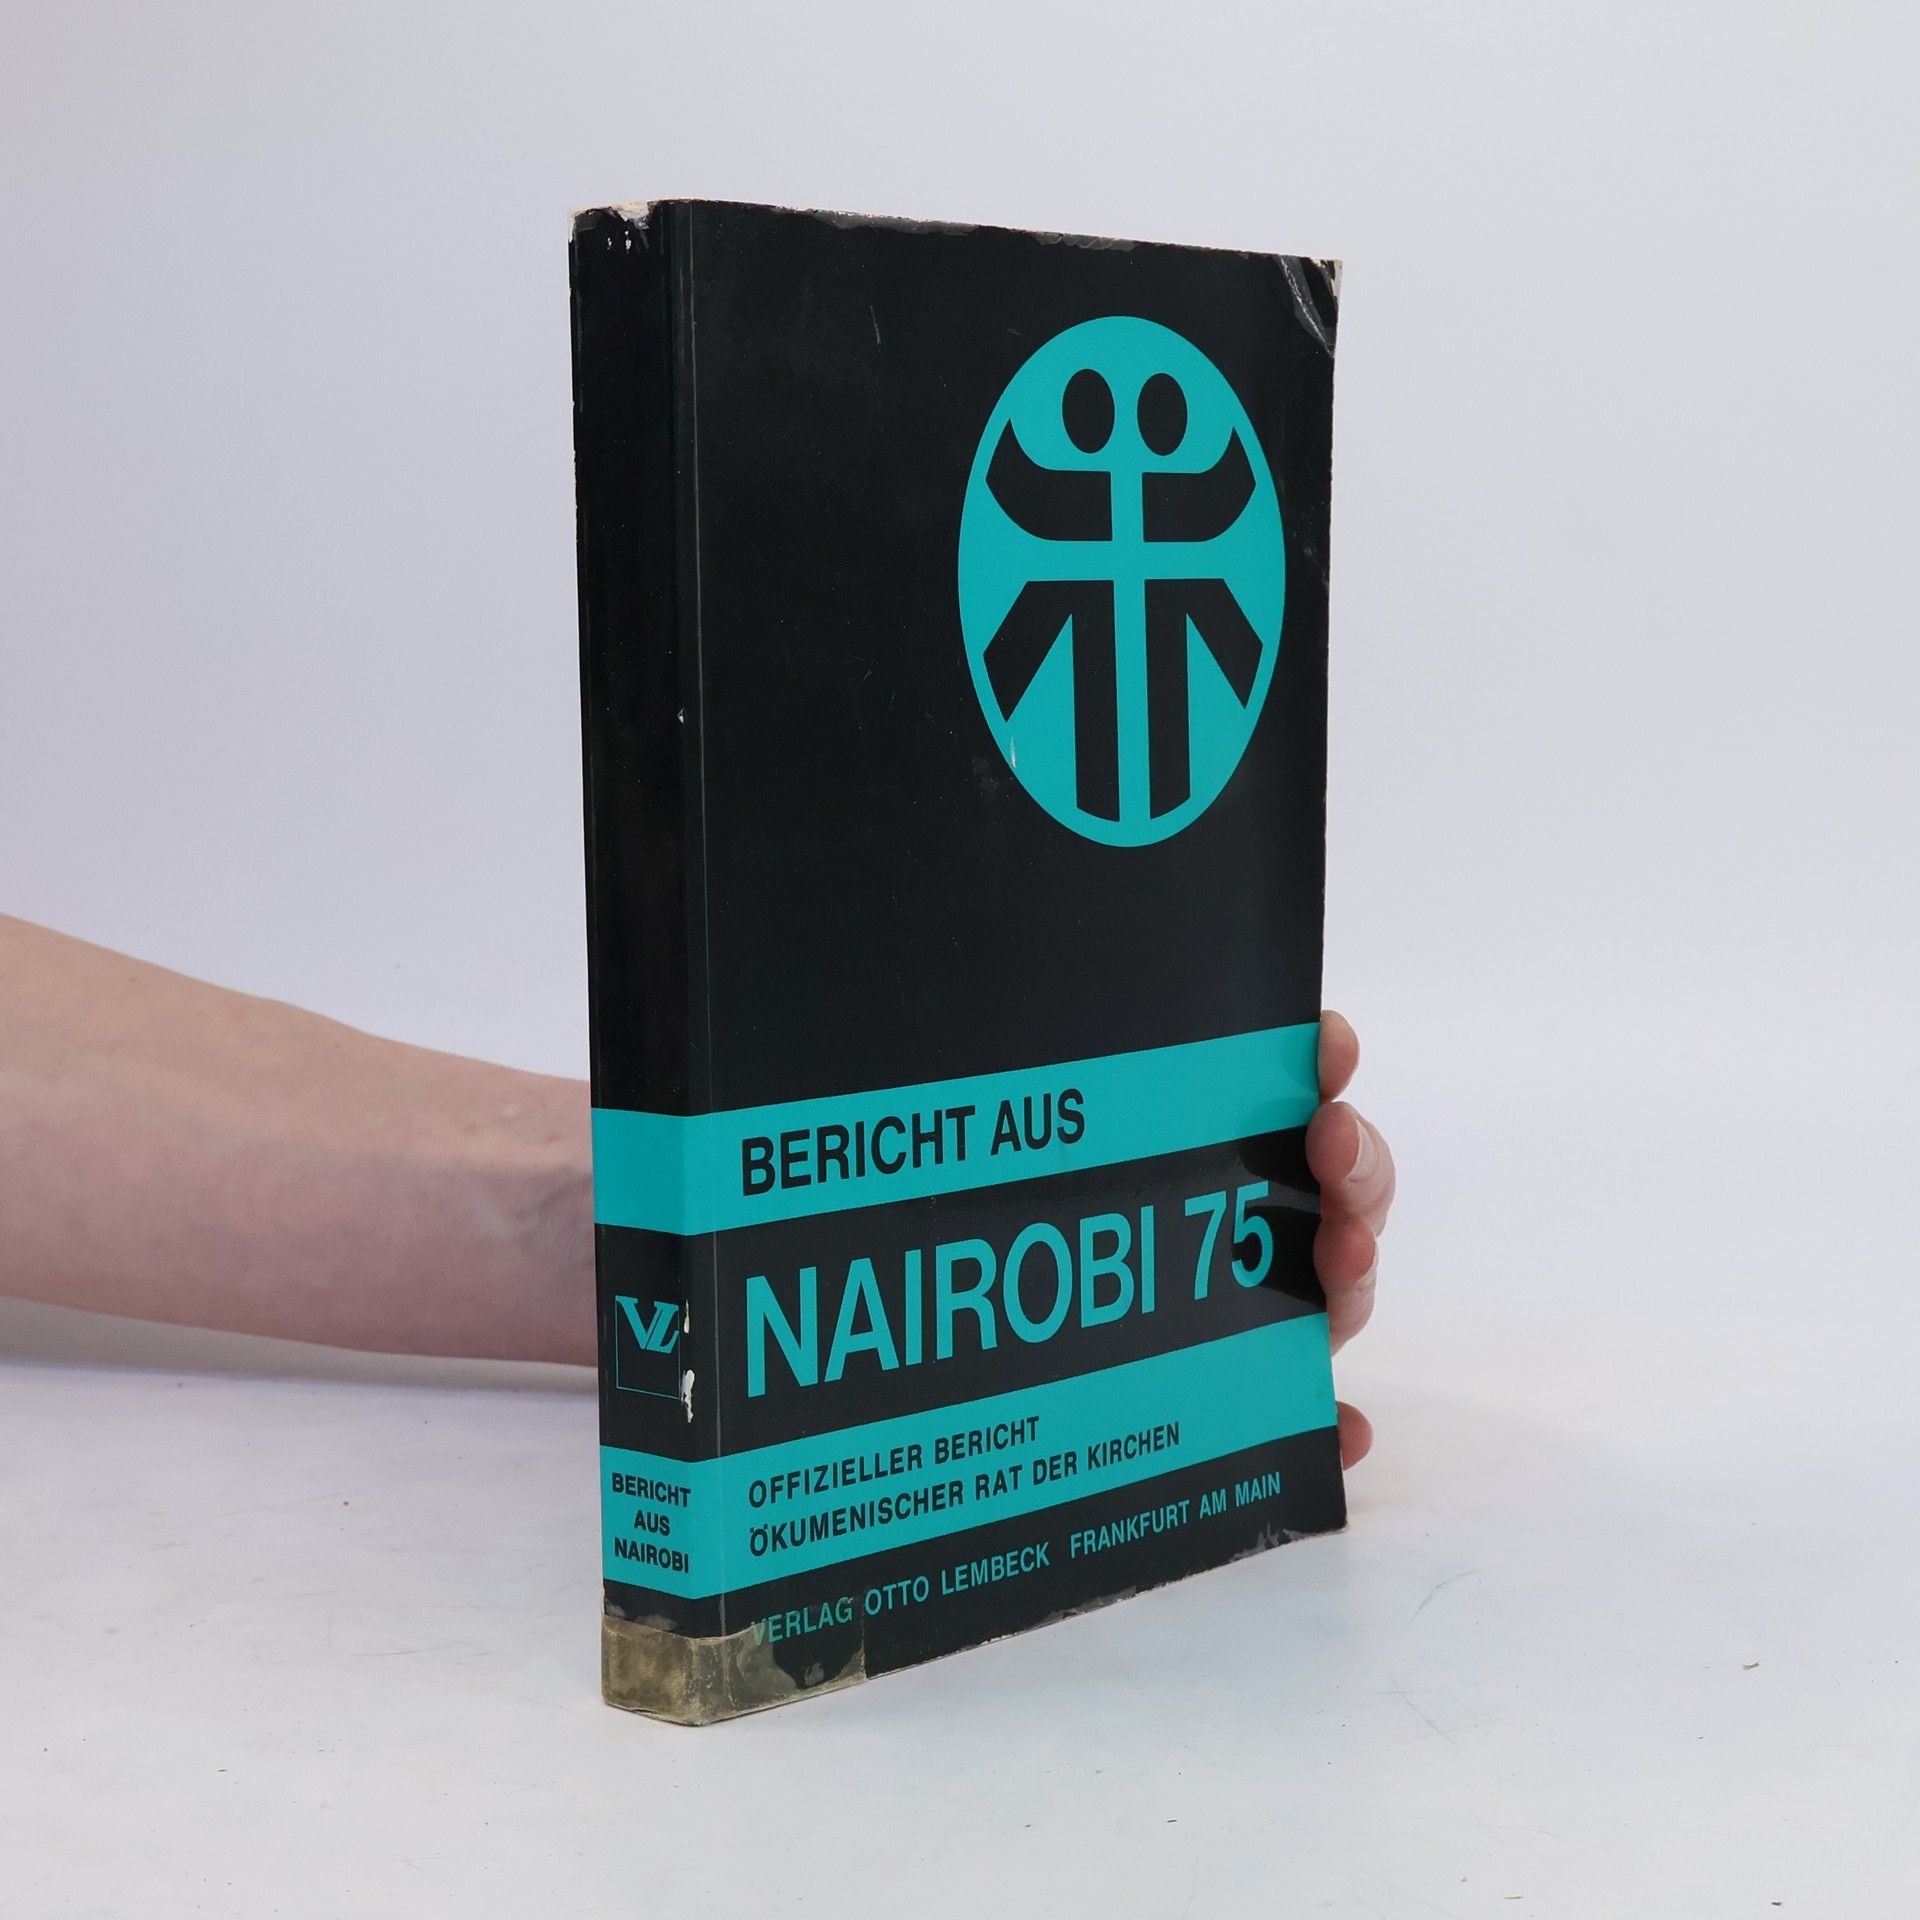 BERICHT AUS
NAIROBI 75
OFFIZIELLER BERICHT
ÖKUMENISCHER RAT DER KIRCHEN
VERLAG OTTO LEMBECK FRANKFURT AM MAIN
VL
BERICHT
AUS
NAIROBI